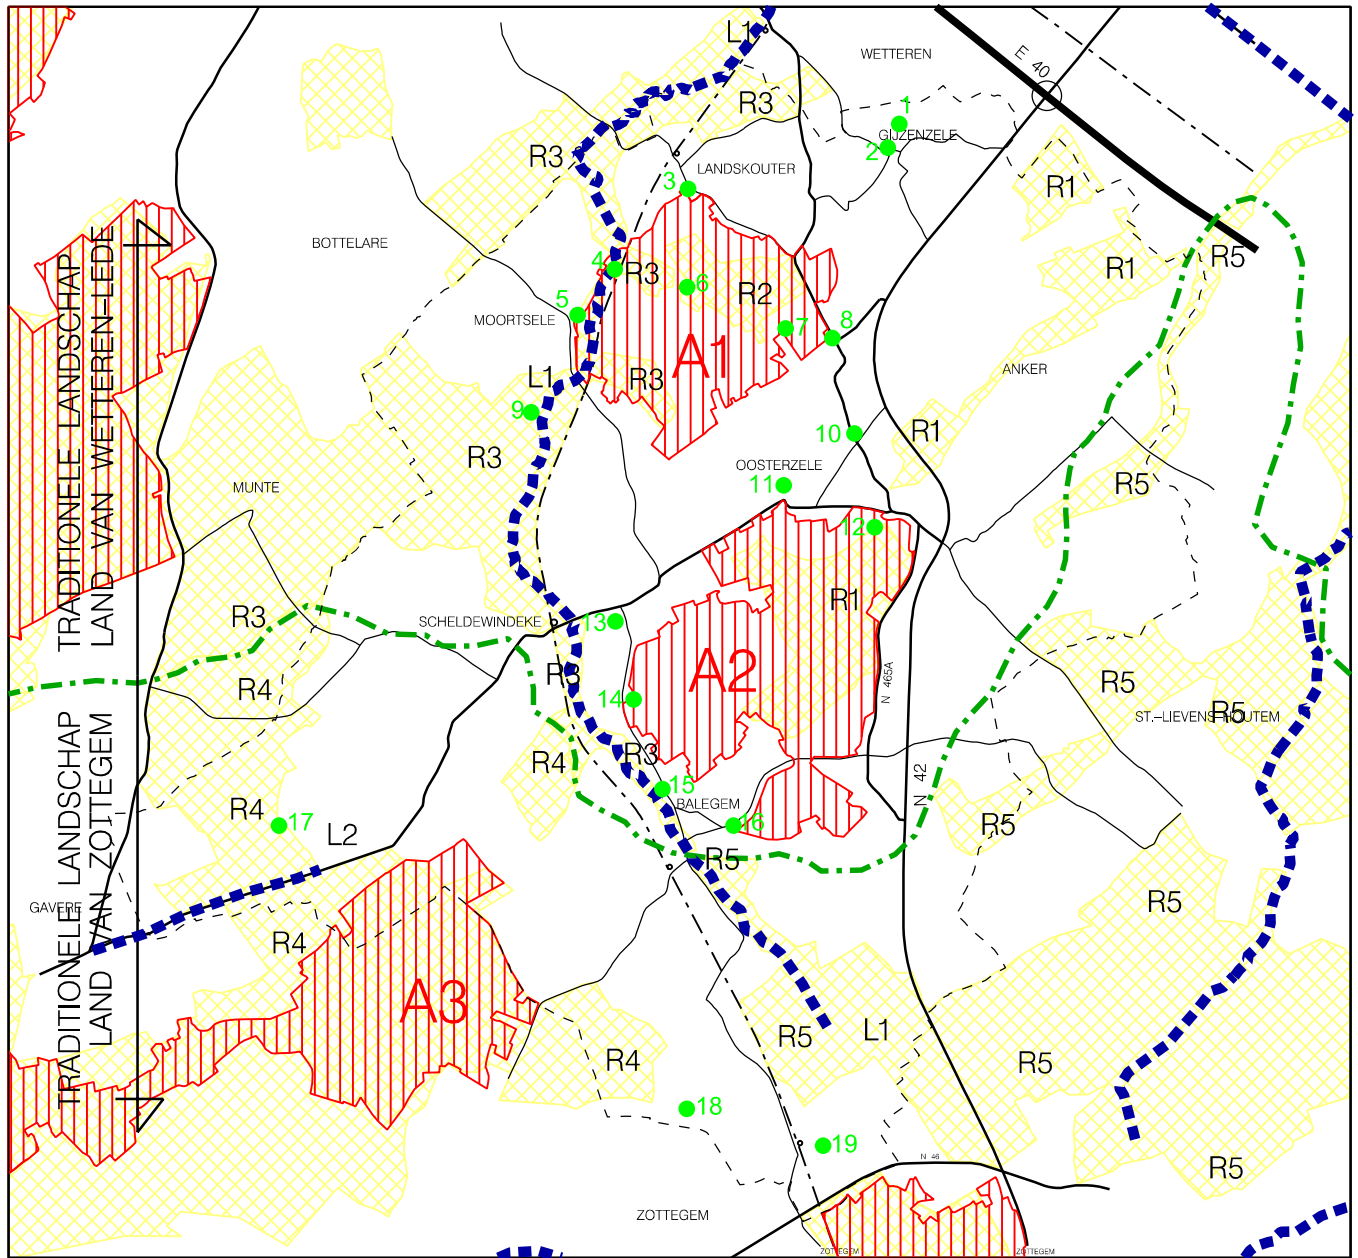 L1
WETTEREN
E 40
R3
1
GIJZENZELE
2
R3
LANDSKOUTER
3
R1
BOTTELARE
R5
4
R3
R1
6
R2
5
MOORTSELE
7
8
A1
ANKER
L1
R3
9
R1
10
R3
OOSTERZELE
11
R5
MUNTE
12
R1
R3
SCHELDEWINDEKE
13
A2
R3
N 465A
R4
14
R5
R5
ST.-LIEVENS-HOUTEM
R3
R4
15
N 42
BALEGEM
R4
17
16
R5
L2
R5
GAVERE
R5
R4
A3
R5
L1
R4
R5
18
19
N 46
R5
ZOTTEGEM
ZOTTEGEM
ZOTTEGEM
TRADITIONELE LANDSCHAP
LAND VAN WETTEREN-LEDE
TRADITIONELE LANDSCHAP
LAND VAN ZOTTEGEM